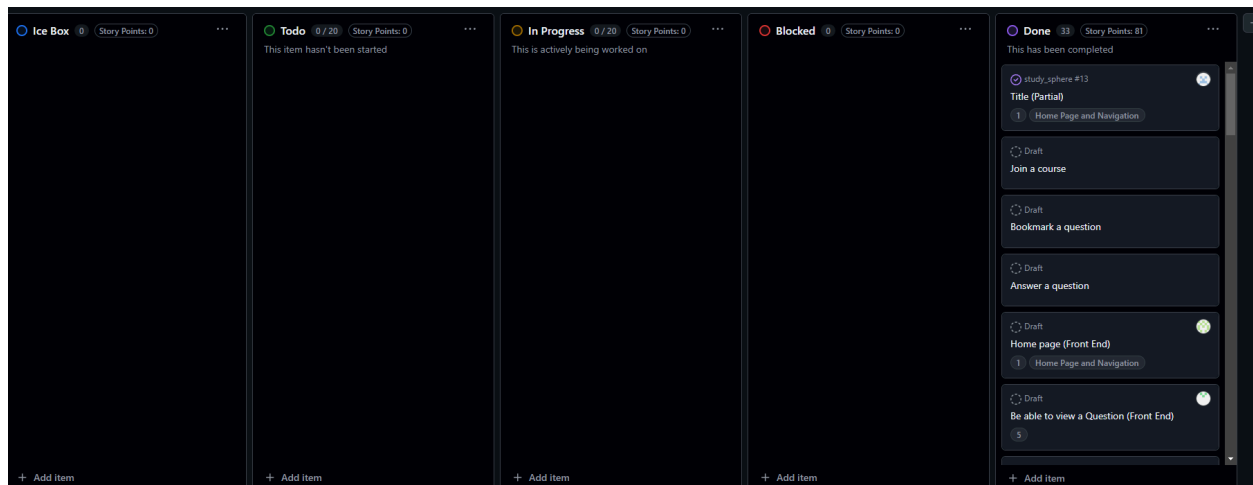 Ice Box 0 Story Points: 0 ...
Todo 0 / 20 Story Points: 0 ...
This item hasn't been started
In Progress 0 / 20 Story Points: 0 ...
This is actively being worked on
Blocked 0 Story Points: 0 ...
Done 33 Story Points: 81 ...
This has been completed
study_sphere #13
Title (Partial)
1 Home Page and Navigation
Draft
Join a course
Draft
Bookmark a question
Draft
Answer a question
Draft
Home page (Front End)
1 Home Page and Navigation
Draft
Be able to view a Question (Front End)
5
+ Add item
+ Add item
+ Add item
+ Add item
+ Add item